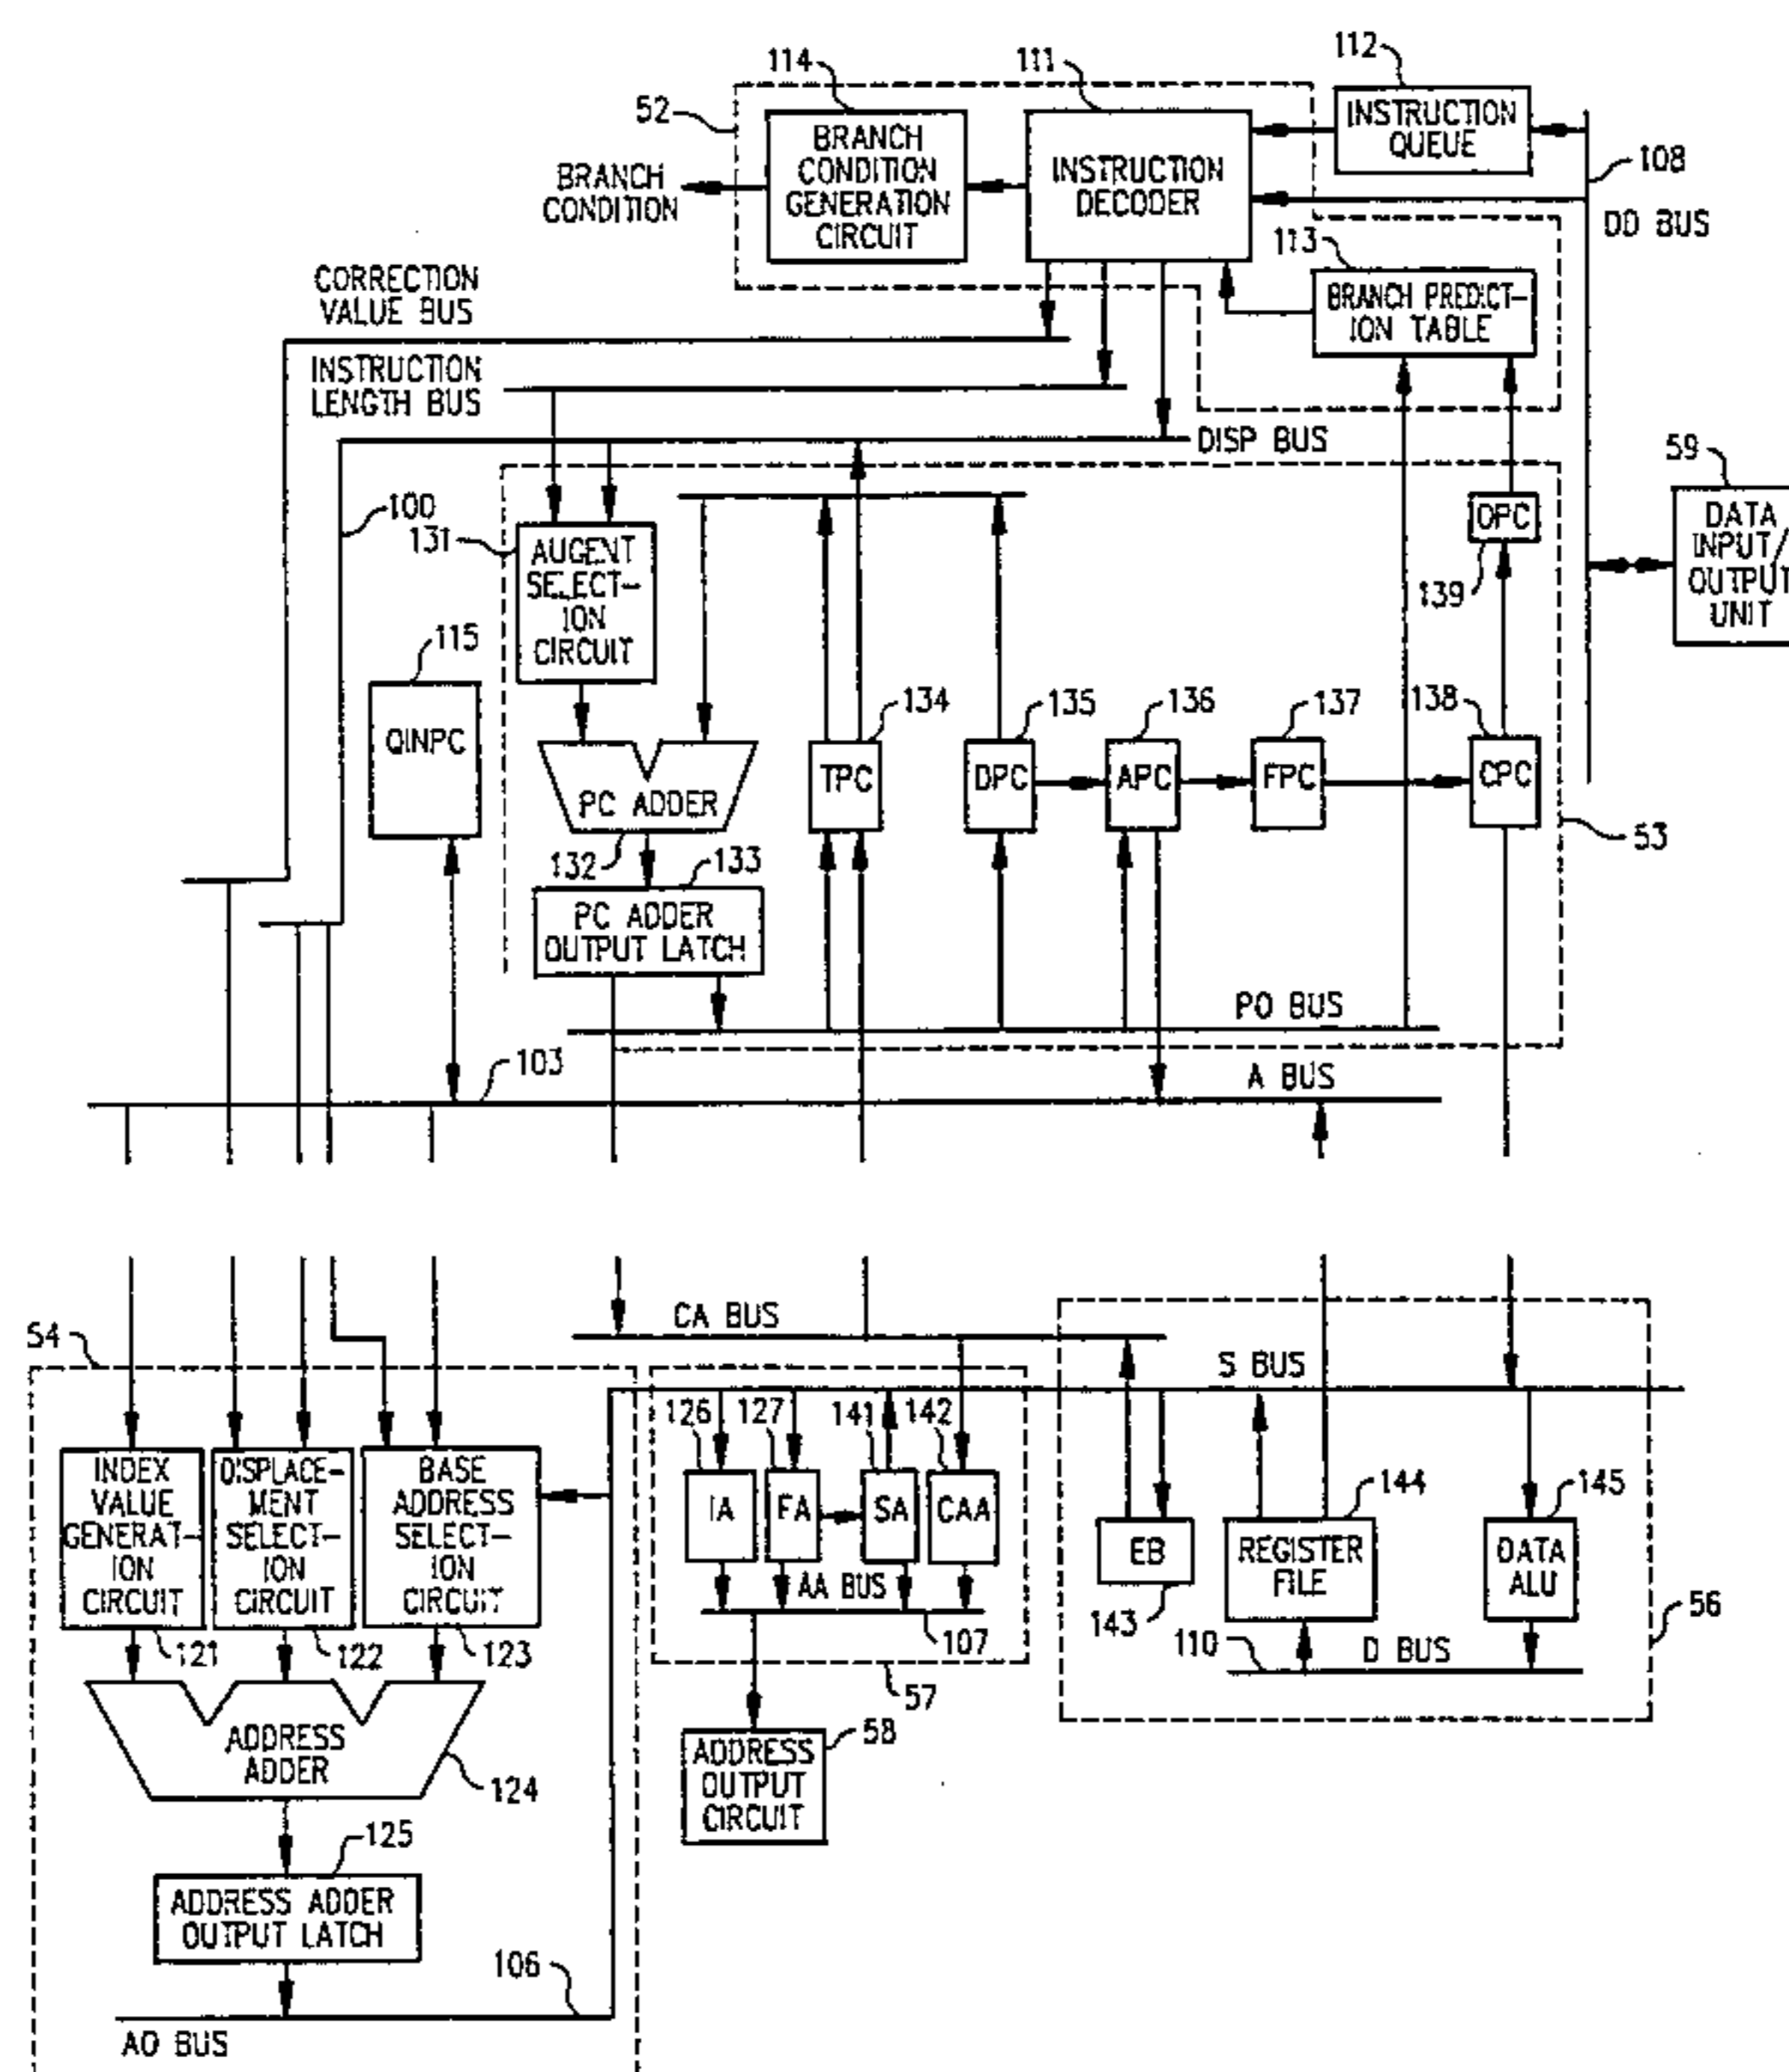 114
111
112
52
BRANCH
CONDITION
GENERATION
CIRCUIT
INSTRUCTION
DECODER
INSTRUCTION
QUEUE
108
BRANCH
CONDITION
DD BUS
113
BRANCH PREDICT-
ION TABLE
CORRECTION
VALUE BUS
INSTRUCTION
LENGTH BUS
DISP BUS
59
DATA
INPUT/
OUTPUT
UNIT
100
131
AUGENT
SELECT-
ION
CIRCUIT
OPC
139
115
QINPC
134
135
136
137
138
TPC
DPC
APC
FPC
CPC
PC ADDER
132
133
53
PC ADDER
OUTPUT LATCH
PO BUS
103
A BUS
CA BUS
54
S BUS
126
127
141
142
INDEX
VALUE
GENERAT-
ION
CIRCUIT
DISPLACE-
MENT
SELECT-
ION
CIRCUIT
BASE
ADDRESS
SELECT-
ION
CIRCUIT
IA
FA
SA
CAA
144
145
EB
REGISTER
FILE
DATA
ALU
AA BUS
143
56
121
122
123
107
110
D BUS
57
58
ADDRESS
ADDER
124
ADDRESS
OUTPUT
CIRCUIT
125
ADDRESS ADDER
OUTPUT LATCH
106
AO BUS